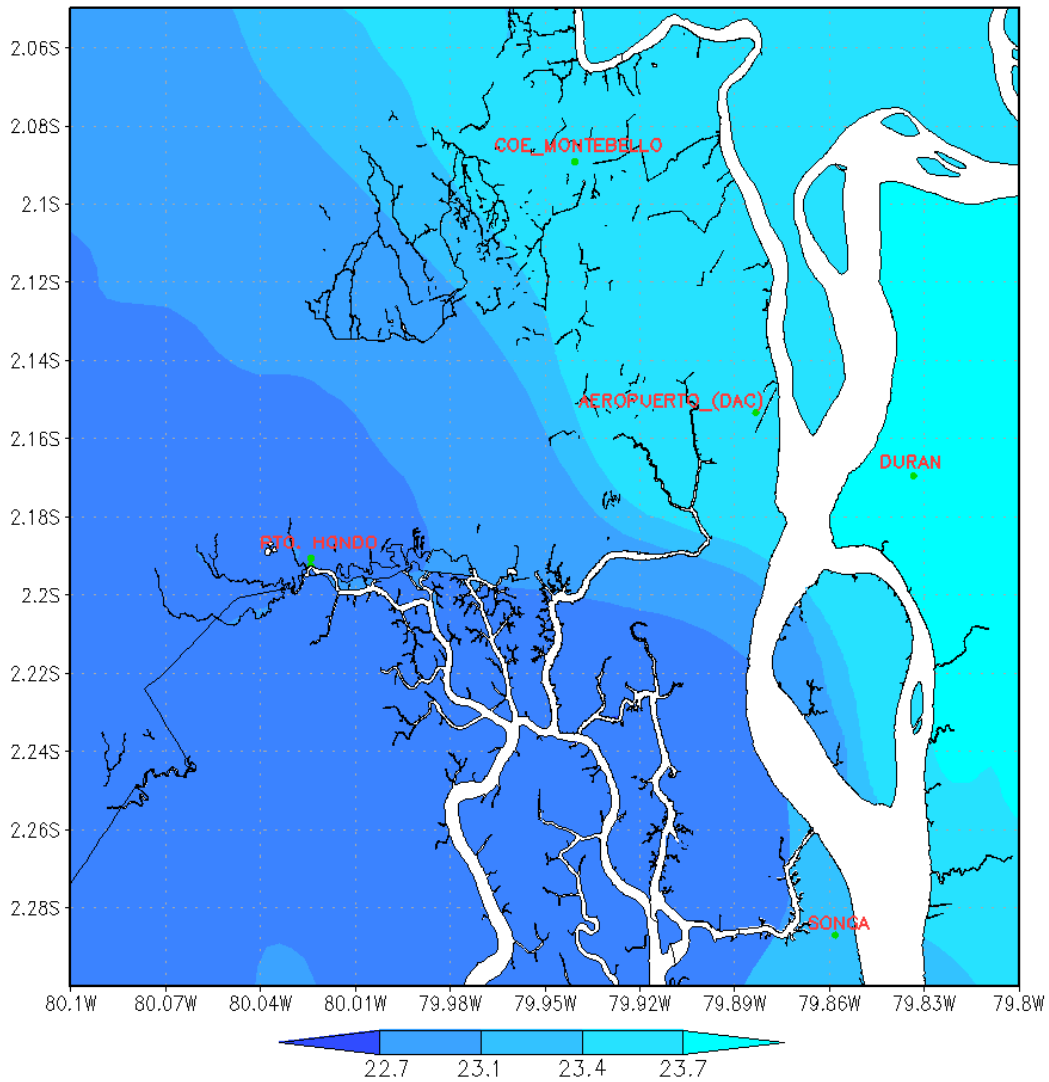 2.06S
2.08S
COE_MONTEBELLO
2.1S
2.12S
2.14S
AEROPUERTO_(DAC)
2.16S
DURAN
2.18S
PTO. HONDO
2.2S
2.22S
2.24S
2.26S
2.28S
SONGA
80.1W 80.07W 80.04W 80.01W 79.98W 79.95W 79.92W 79.89W 79.86W 79.83W 79.8W
22.7 23.1 23.4 23.7